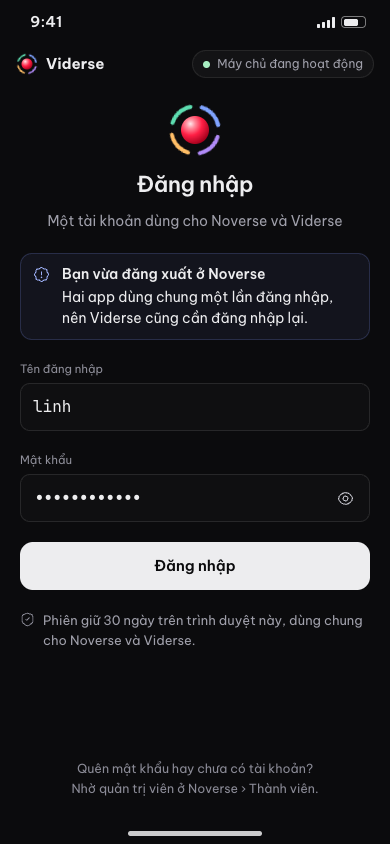 9:41
Viderse
Máy chủ đang hoạt động
Đăng nhập
Một tài khoản dùng cho Noverse và Viderse
Bạn vừa đăng xuất ở Noverse
Hai app dùng chung một lần đăng nhập,
nên Viderse cũng cần đăng nhập lại.
Tên đăng nhập
linh
Mật khẩu
••••••••••••
Đăng nhập
Phiên giữ 30 ngày trên trình duyệt này, dùng chung
cho Noverse và Viderse.
Quên mật khẩu hay chưa có tài khoản?
Nhờ quản trị viên ở Noverse › Thành viên.